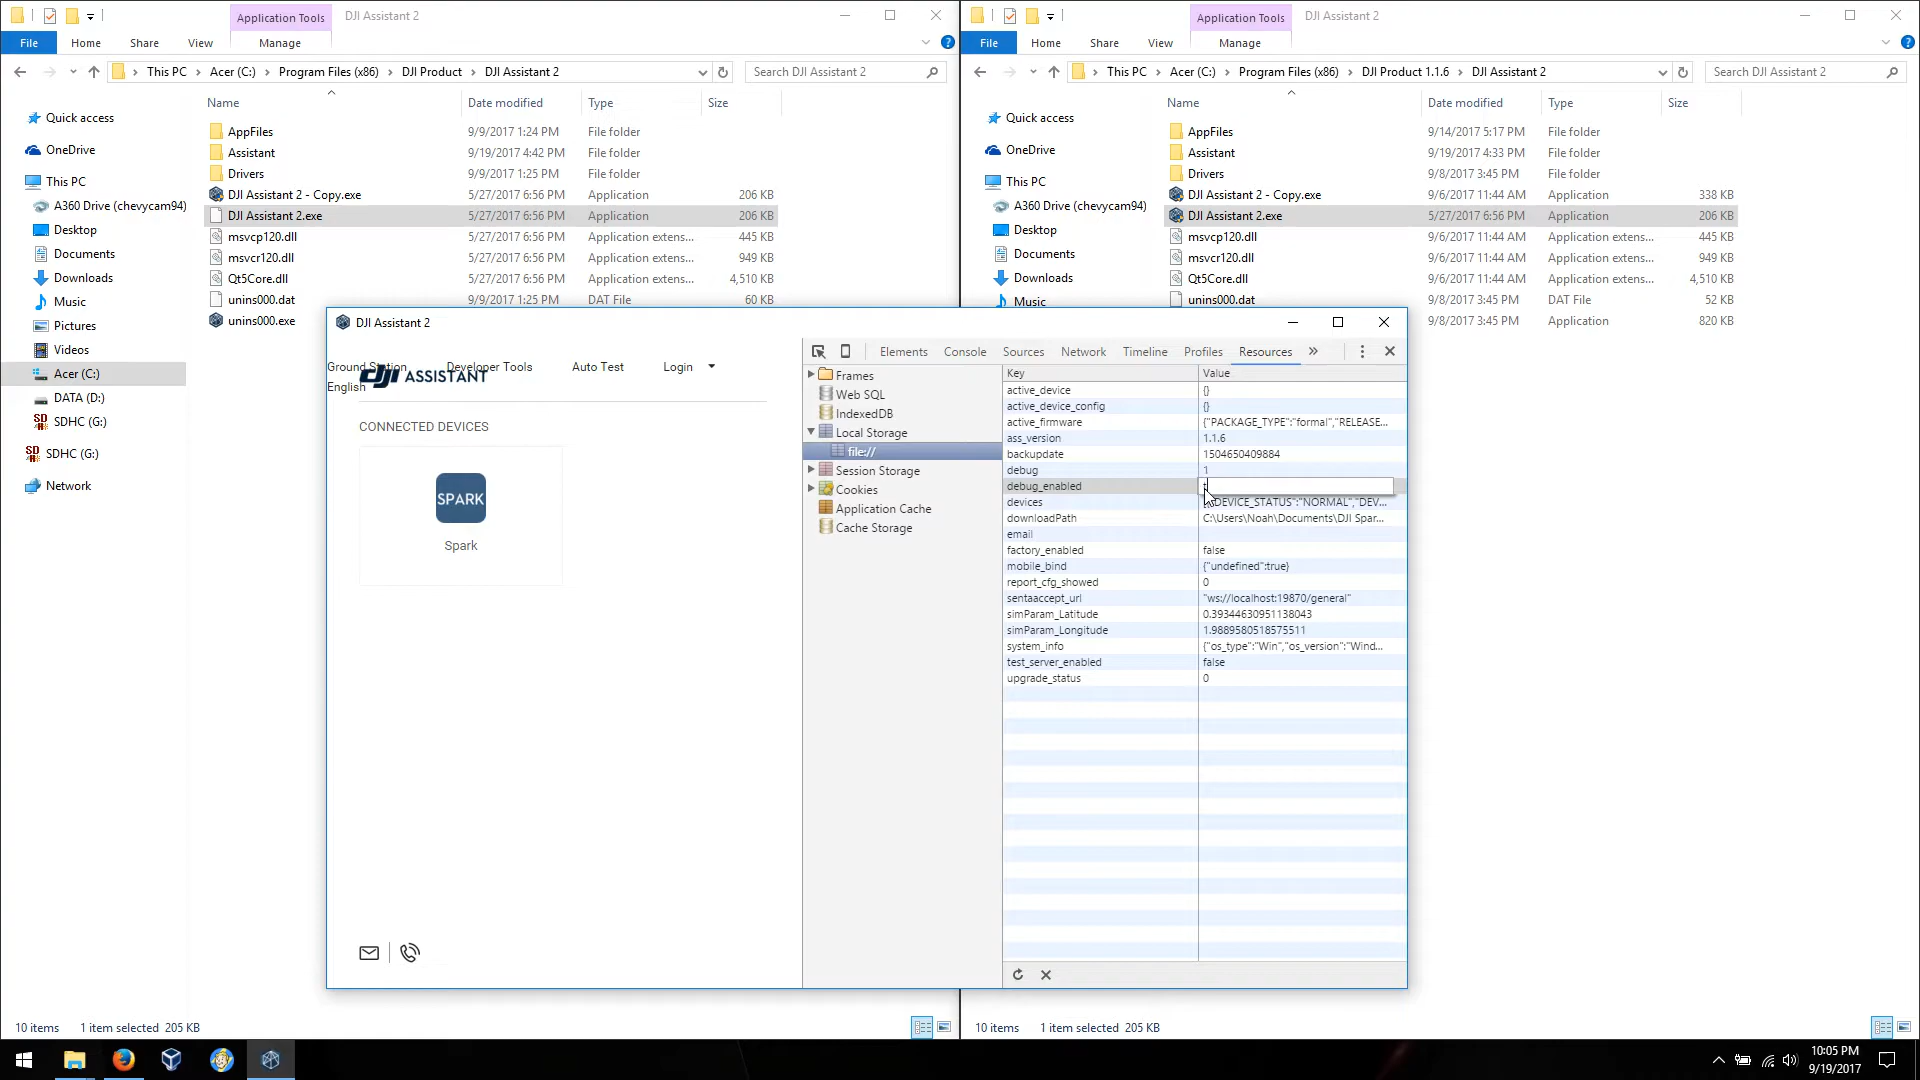 Application Tools
DJI Assistant 2
File
Home
Share
View
Manage
This PC
Acer (C:)
Program Files (x86)
DJI Product
DJI Assistant 2
Search DJI Assistant 2
Name
Date modified
Type
Size
Quick access
OneDrive
This PC
A360 Drive (chevycam94)
Desktop
Documents
Downloads
Music
Pictures
Videos
Acer (C:)
DATA (D:)
SDHC (G:)
SDHC (G:)
Network
AppFiles 9/9/2017 1:24 PM File folder
Assistant 9/19/2017 4:42 PM File folder
Drivers 9/9/2017 1:25 PM File folder
DJI Assistant 2 - Copy.exe 5/27/2017 6:56 PM Application 206 KB
DJI Assistant 2.exe 5/27/2017 6:56 PM Application 206 KB
msvcp120.dll 5/27/2017 6:56 PM Application extens... 445 KB
msvcr120.dll 5/27/2017 6:56 PM Application extens... 949 KB
Qt5Core.dll 5/27/2017 6:56 PM Application extens... 4,510 KB
unins000.dat 9/9/2017 1:25 PM DAT File 60 KB
unins000.exe
10 items 1 item selected 205 KB
Application Tools
DJI Assistant 2
File
Home
Share
View
Manage
This PC
Acer (C:)
Program Files (x86)
DJI Product 1.1.6
DJI Assistant 2
Search DJI Assistant 2
Name
Date modified
Type
Size
Quick access
OneDrive
This PC
A360 Drive (chevycam94)
Desktop
Documents
Downloads
Music
AppFiles 9/14/2017 5:17 PM File folder
Assistant 9/19/2017 4:33 PM File folder
Drivers 9/8/2017 3:45 PM File folder
DJI Assistant 2 - Copy.exe 9/6/2017 11:44 AM Application 338 KB
DJI Assistant 2.exe 5/27/2017 6:56 PM Application 206 KB
msvcp120.dll 9/6/2017 11:44 AM Application extens... 445 KB
msvcr120.dll 9/6/2017 11:44 AM Application extens... 949 KB
Qt5Core.dll 9/6/2017 11:44 AM Application extens... 4,510 KB
unins000.dat 9/8/2017 3:45 PM DAT File 52 KB
9/8/2017 3:45 PM Application 820 KB
10 items 1 item selected 205 KB
DJI Assistant 2
Ground Station
Developer Tools
Auto Test
Login
English
dji ASSISTANT
CONNECTED DEVICES
SPARK
Spark
Elements
Console
Sources
Network
Timeline
Profiles
Resources
Frames
Web SQL
IndexedDB
Local Storage
file://
Session Storage
Cookies
Application Cache
Cache Storage
Key Value
active_device {}
active_device_config {}
active_firmware {"PACKAGE_TYPE":"formal","RELEASE...
ass_version 1.1.6
backupdate 1504650409884
debug 1
debug_enabled
devices DEVICE_STATUS":"NORMAL","DEV...
downloadPath C:\Users\Noah\Documents\DJI Spar...
email
factory_enabled false
mobile_bind {"undefined":true}
report_cfg_showed 0
sentaaccept_url "ws://localhost:19870/general"
simParam_Latitude 0.39344630951138043
simParam_Longitude 1.9889580518575511
system_info {"os_type":"Win","os_version":"Wind...
test_server_enabled false
upgrade_status 0
10:05 PM
9/19/2017